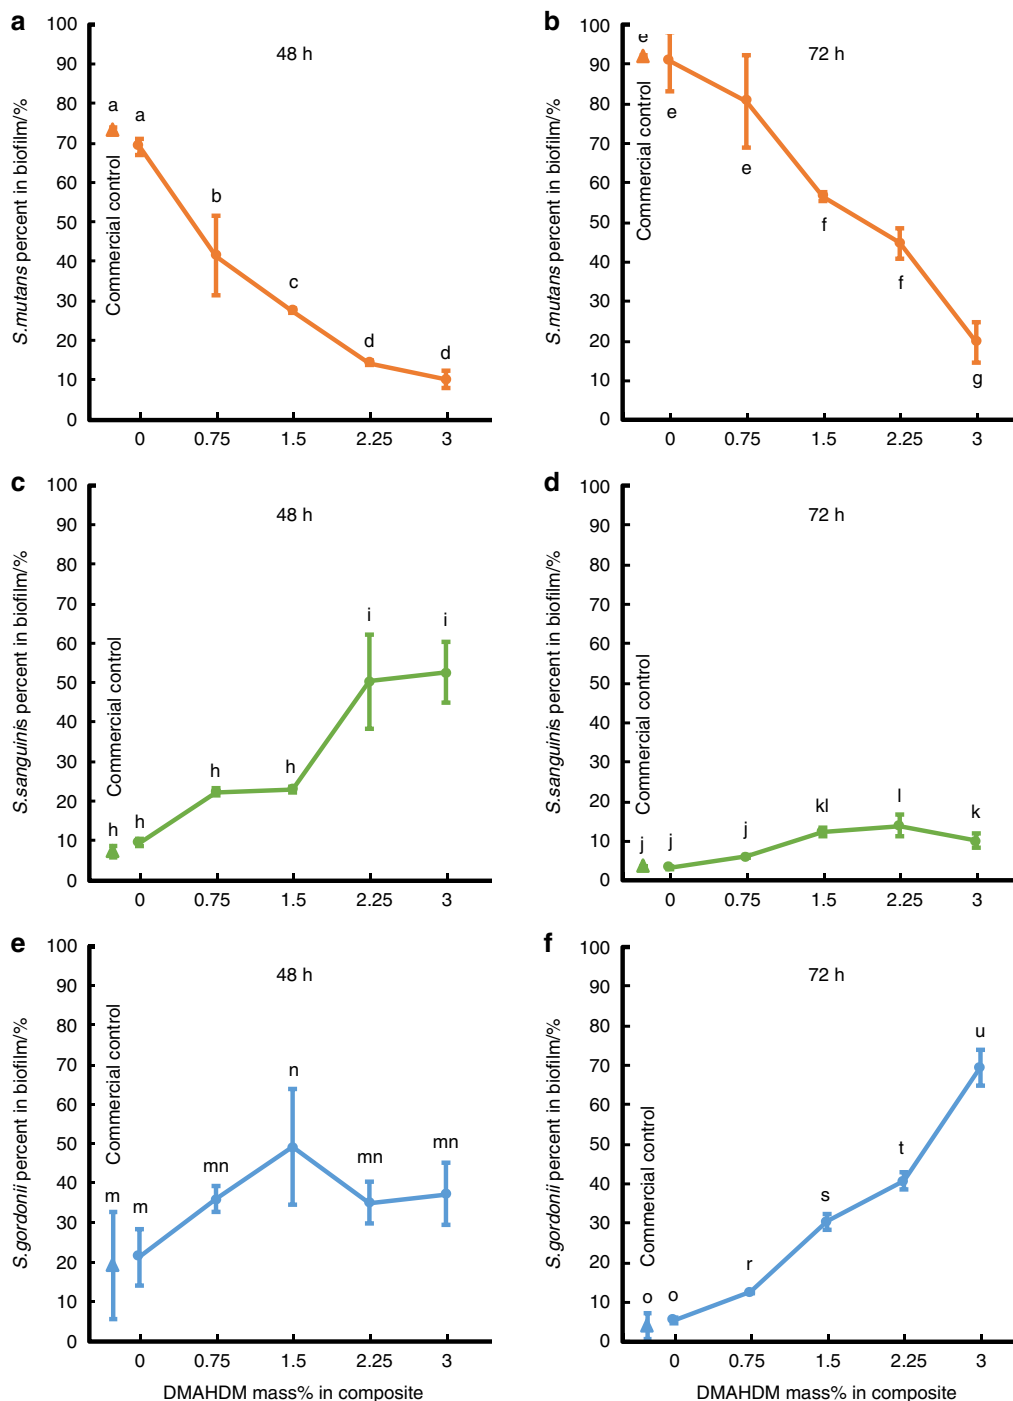 a
48 h
S.mutans percent in biofilm/%
100
90
80
70
60
50
40
30
20
10
0
Commercial control
a
a
b
c
d
d
0 0.75 1.5 2.25 3
b
72 h
S.mutans percent in biofilm/%
100
90
80
70
60
50
40
30
20
10
0
Commercial control
e
e
e
f
f
g
0 0.75 1.5 2.25 3
c
48 h
S.sanguinis percent in biofilm/%
100
90
80
70
60
50
40
30
20
10
0
Commercial control
h
h
h
h
i
i
0 0.75 1.5 2.25 3
d
72 h
S.sanguinis percent in biofilm/%
100
90
80
70
60
50
40
30
20
10
0
Commercial control
j
j
j
kl
l
k
0 0.75 1.5 2.25 3
e
48 h
S.gordonii percent in biofilm/%
100
90
80
70
60
50
40
30
20
10
0
Commercial control
m
m
mn
n
mn
mn
0 0.75 1.5 2.25 3
DMAHDM mass% in composite
f
72 h
S.gordonii percent in biofilm/%
100
90
80
70
60
50
40
30
20
10
0
Commercial control
o
o
r
s
t
u
0 0.75 1.5 2.25 3
DMAHDM mass% in composite